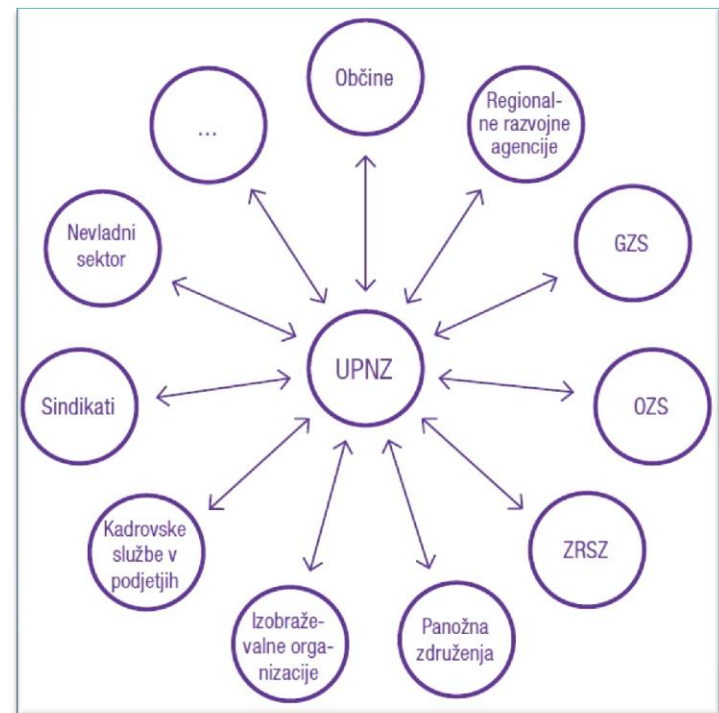 Občine
Regional-
ne razvojne
agencije
GZS
OZS
ZRSZ
Panožna
združenja
Izobraže-
valne orga-
nizacije
Kadrovske
službe v
podjetjih
Sindikati
Nevladni
sektor
...
UPNZ